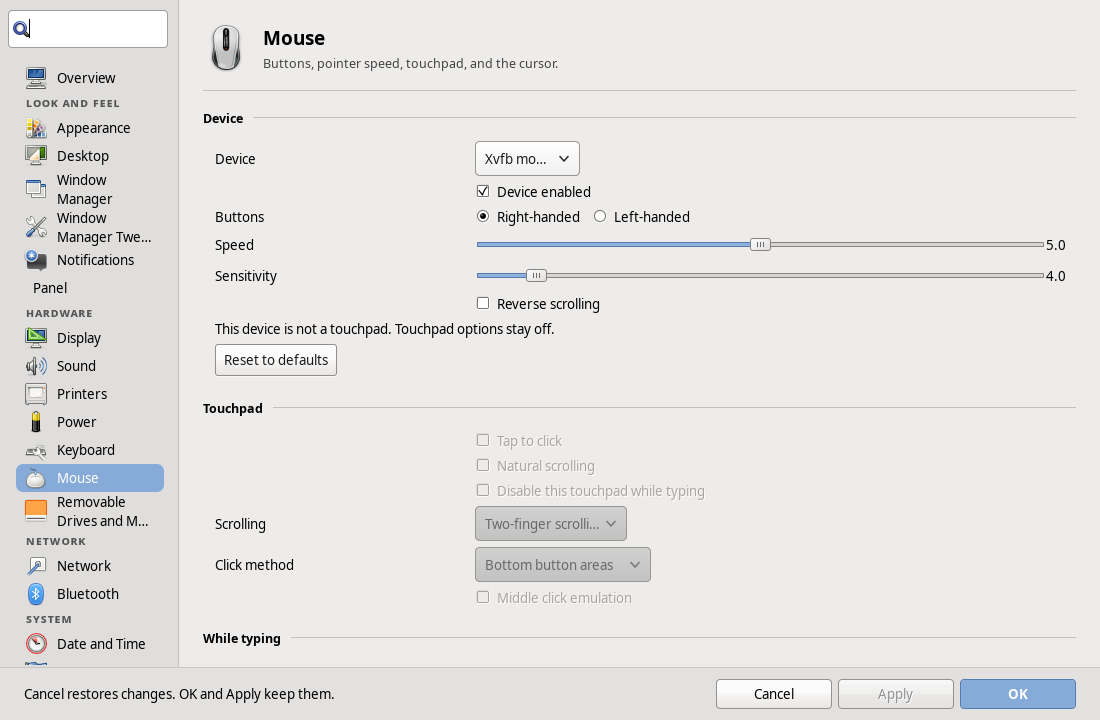 Overview
LOOK AND FEEL
Appearance
Desktop
Window
Manager
Window
Manager Twe...
Notifications
Panel
HARDWARE
Display
Sound
Printers
Power
Keyboard
Mouse
Removable
Drives and M...
NETWORK
Network
Bluetooth
SYSTEM
Date and Time
Mouse
Buttons, pointer speed, touchpad, and the cursor.
Device
Device
Xvfb mo...
Device enabled
Buttons
Right-handed
Left-handed
Speed
5.0
Sensitivity
4.0
Reverse scrolling
This device is not a touchpad. Touchpad options stay off.
Reset to defaults
Touchpad
Tap to click
Natural scrolling
Disable this touchpad while typing
Scrolling
Two-finger scrolli...
Click method
Bottom button areas
Middle click emulation
While typing
Cancel restores changes. OK and Apply keep them.
Cancel
Apply
OK